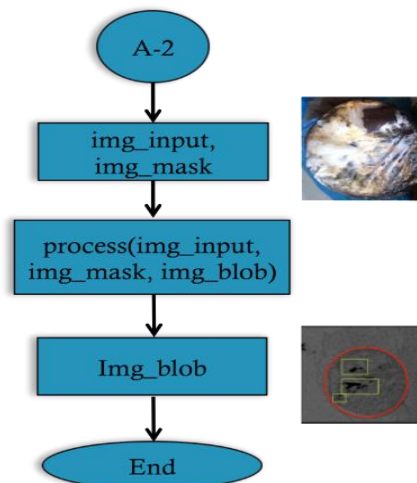 A-2
img_input,
img_mask
process(img_input,
img_mask, img_blob)
Img_blob
End